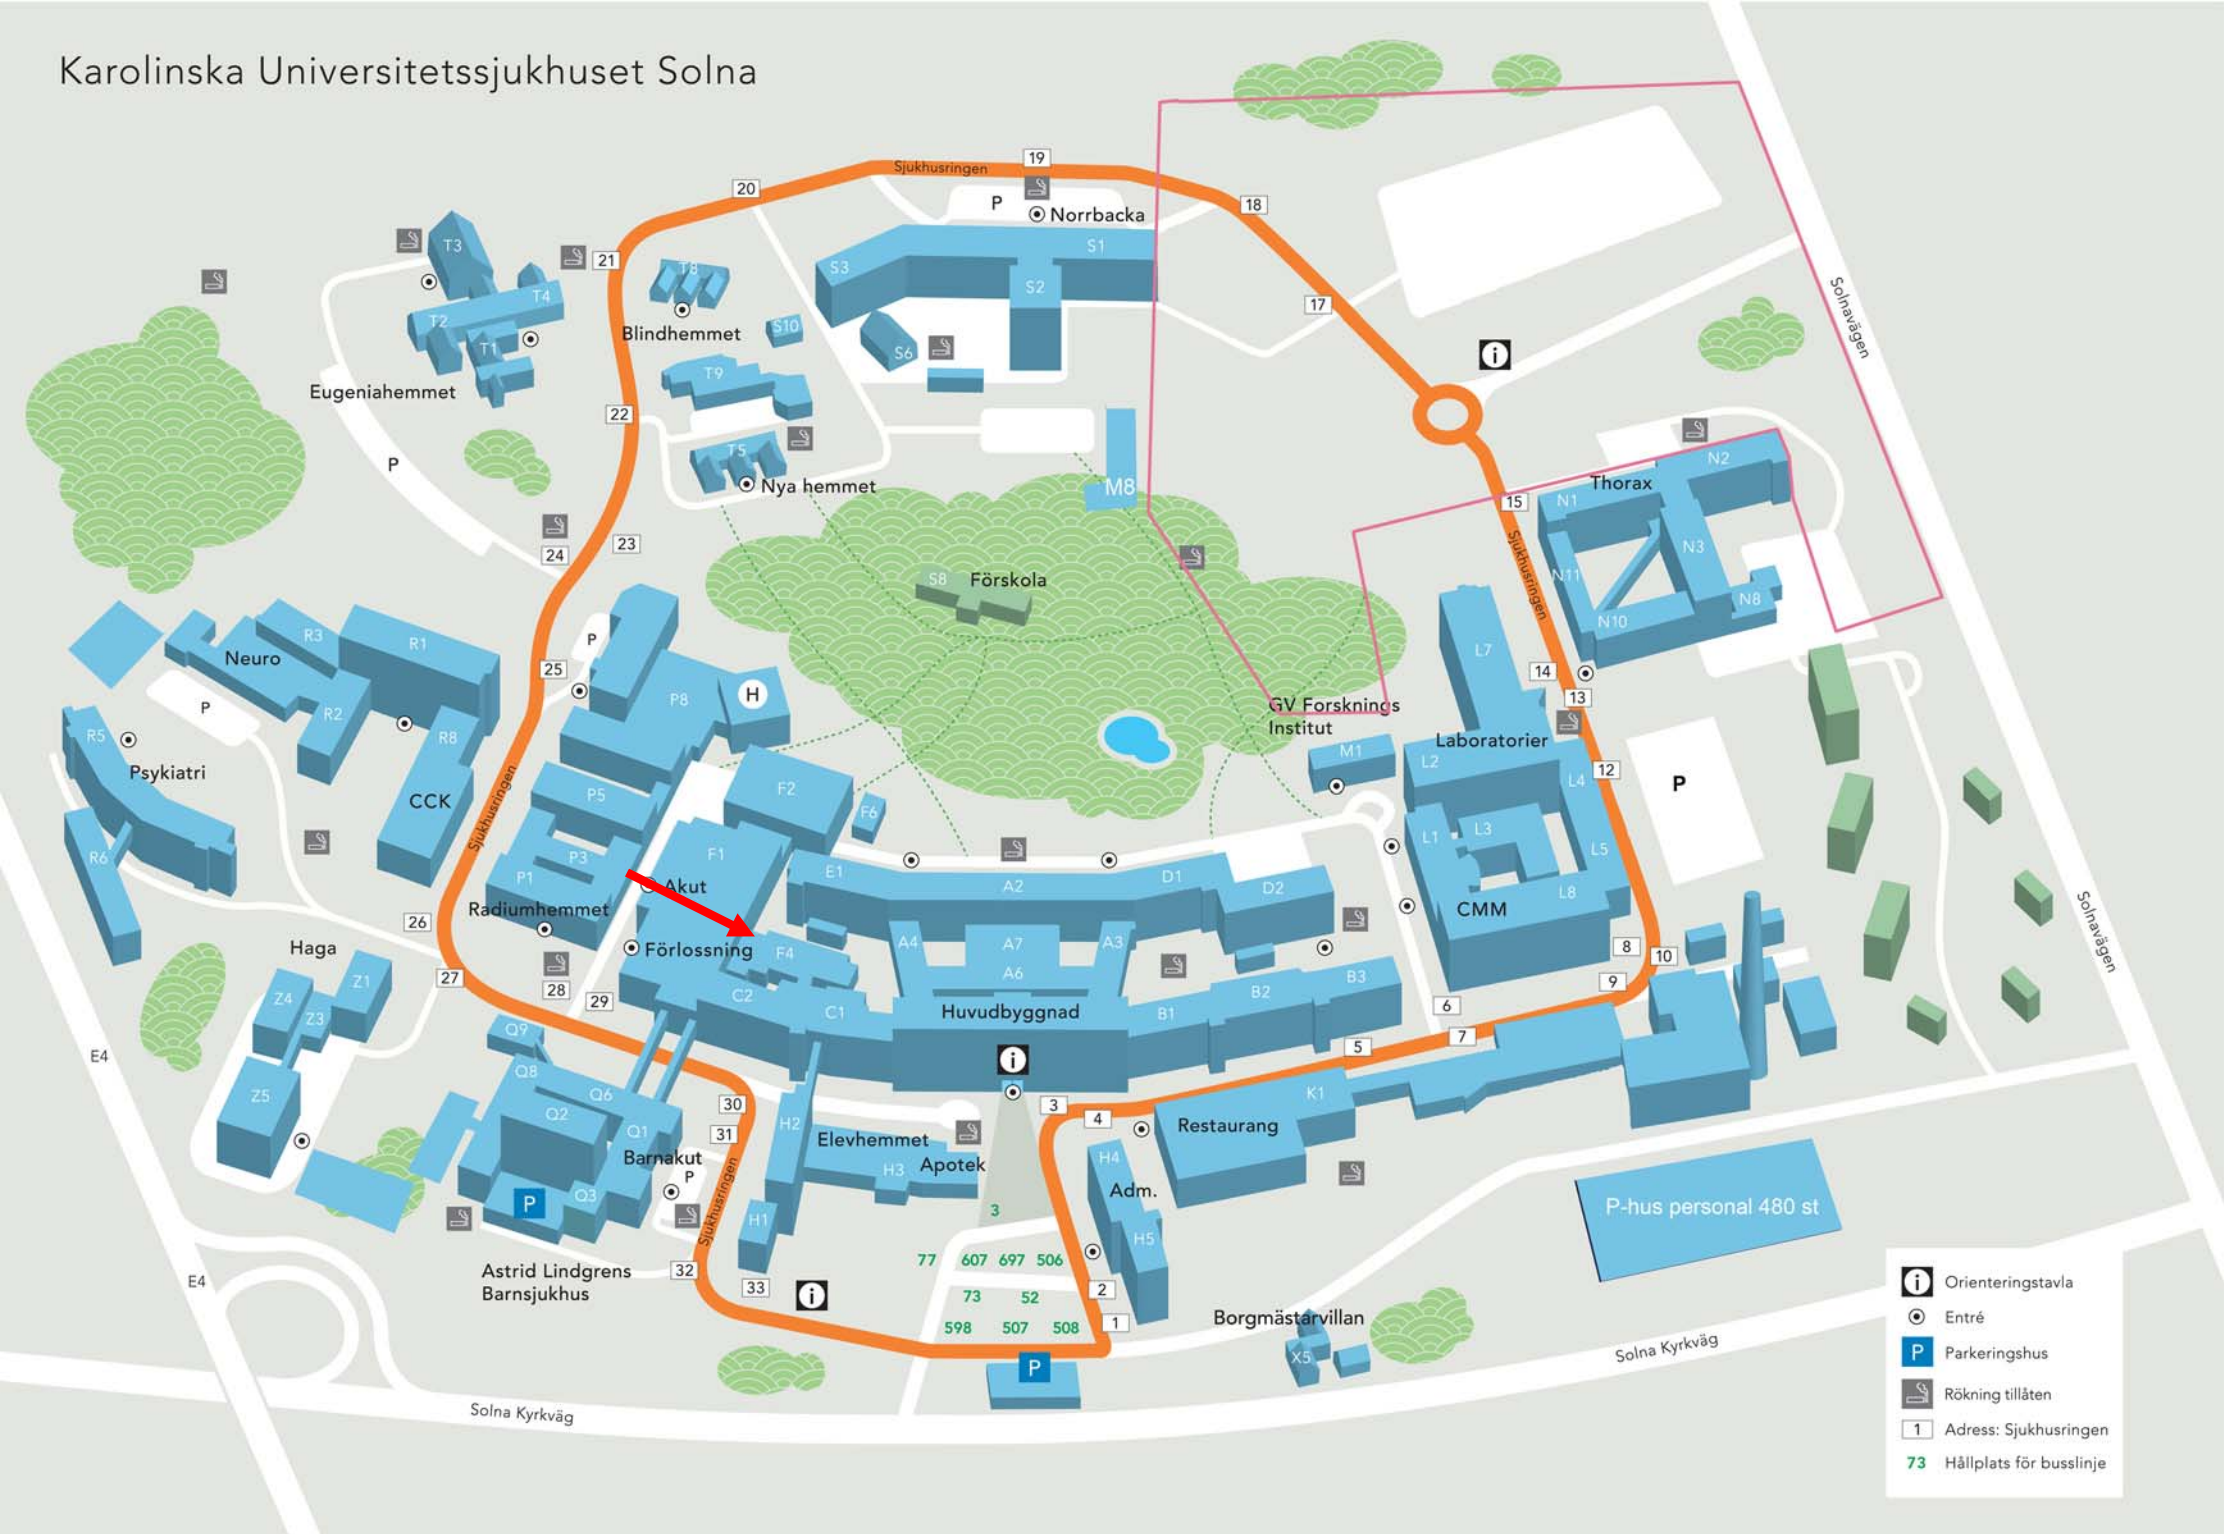 Karolinska Universitetssjukhuset Solna
19
Sjukhusringen
20
18
P
Norrbacka
T3
21
S1
S3
T8
S2
T4
17
Solnavägen
T2
Blindhemmet
S10
T1
S6
T9
Eugeniahemmet
22
T5
P
Nya hemmet
M8
N2
Thorax
N1
15
24
23
Sjukhusringen
N3
N11
S8
Förskola
N8
N10
R3
R1
Neuro
P
L7
25
14
P8
H
13
R2
P
GV Forsknings
Institut
R5
R8
M1
Laboratorier
Psykiatri
L2
12
L4
P
F2
P5
CCK
Sjukhusringen
F6
L1
L3
L5
R6
P3
F1
E1
D1
P1
Akut
A2
D2
L8
Radiumhemmet
CMM
26
Solnavägen
Haga
Förlossning
F4
A4
A7
A3
8
10
27
A6
B3
Z1
9
28
C2
B2
Z4
29
6
C1
Huvudbyggnad
B1
Z3
Q9
7
5
E4
Q8
i
Z5
Q6
K1
30
3
4
Q2
H2
Restaurang
Q1
31
Elevhemmet
Barnakut
H4
Apotek
H3
P
Adm.
Q3
P
Sjukhusringen
3
P-hus personal 480 st
H1
H5
77 607 697 506
Astrid Lindgrens
Barnsjukhus
32
E4
33
i
2
73 52
Borgmästarvillan
598 507 508
1
X5
P
Solna Kyrkväg
Solna Kyrkväg
i Orienteringstavla
Entré
P Parkeringshus
Rökning tillåten
1 Adress: Sjukhusringen
73 Hållplats för busslinje
i